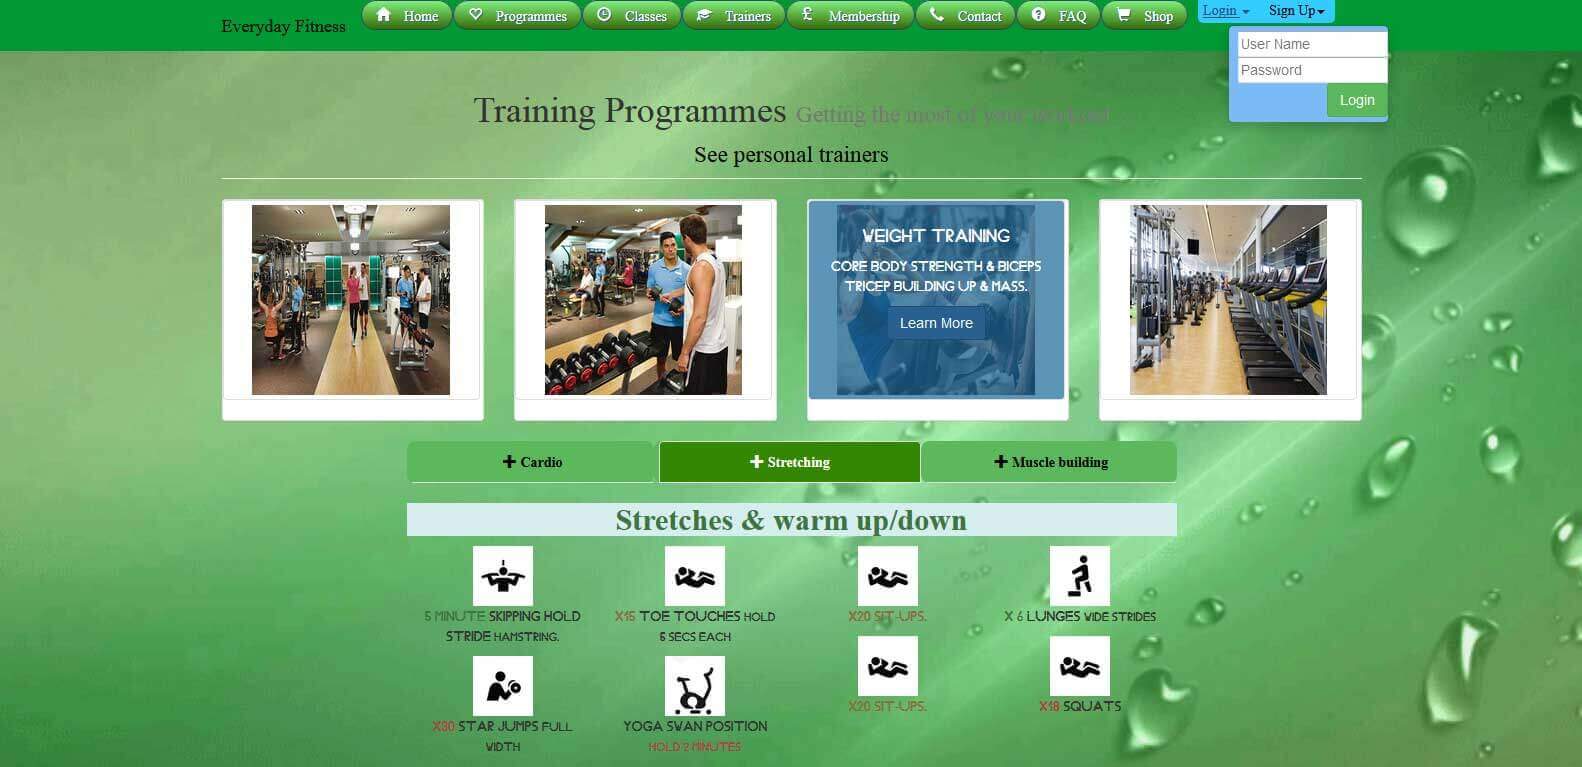 Everyday Fitness
Home
Programmes
Classes
Trainers
Membership
Contact
FAQ
Shop
Login
Sign Up
User Name
Password
Login
Training Programmes Getting the most of your workout
See personal trainers
WEIGHT TRAINING
CORE BODY STRENGTH & BICEPS
TRICEP BUILDING UP & MASS.
Learn More
Cardio
Stretching
Muscle building
Stretches & warm up/down
5 MINUTE SKIPPING HOLD
STRIDE HAMSTRING.
X15 TOE TOUCHES HOLD
5 SECS EACH
X20 SIT-UPS.
X 6 LUNGES WIDE STRIDES
X30 STAR JUMPS FULL
WIDTH
YOGA SWAN POSITION
HOLD 2 MINUTES
X20 SIT-UPS.
X18 SQUATS